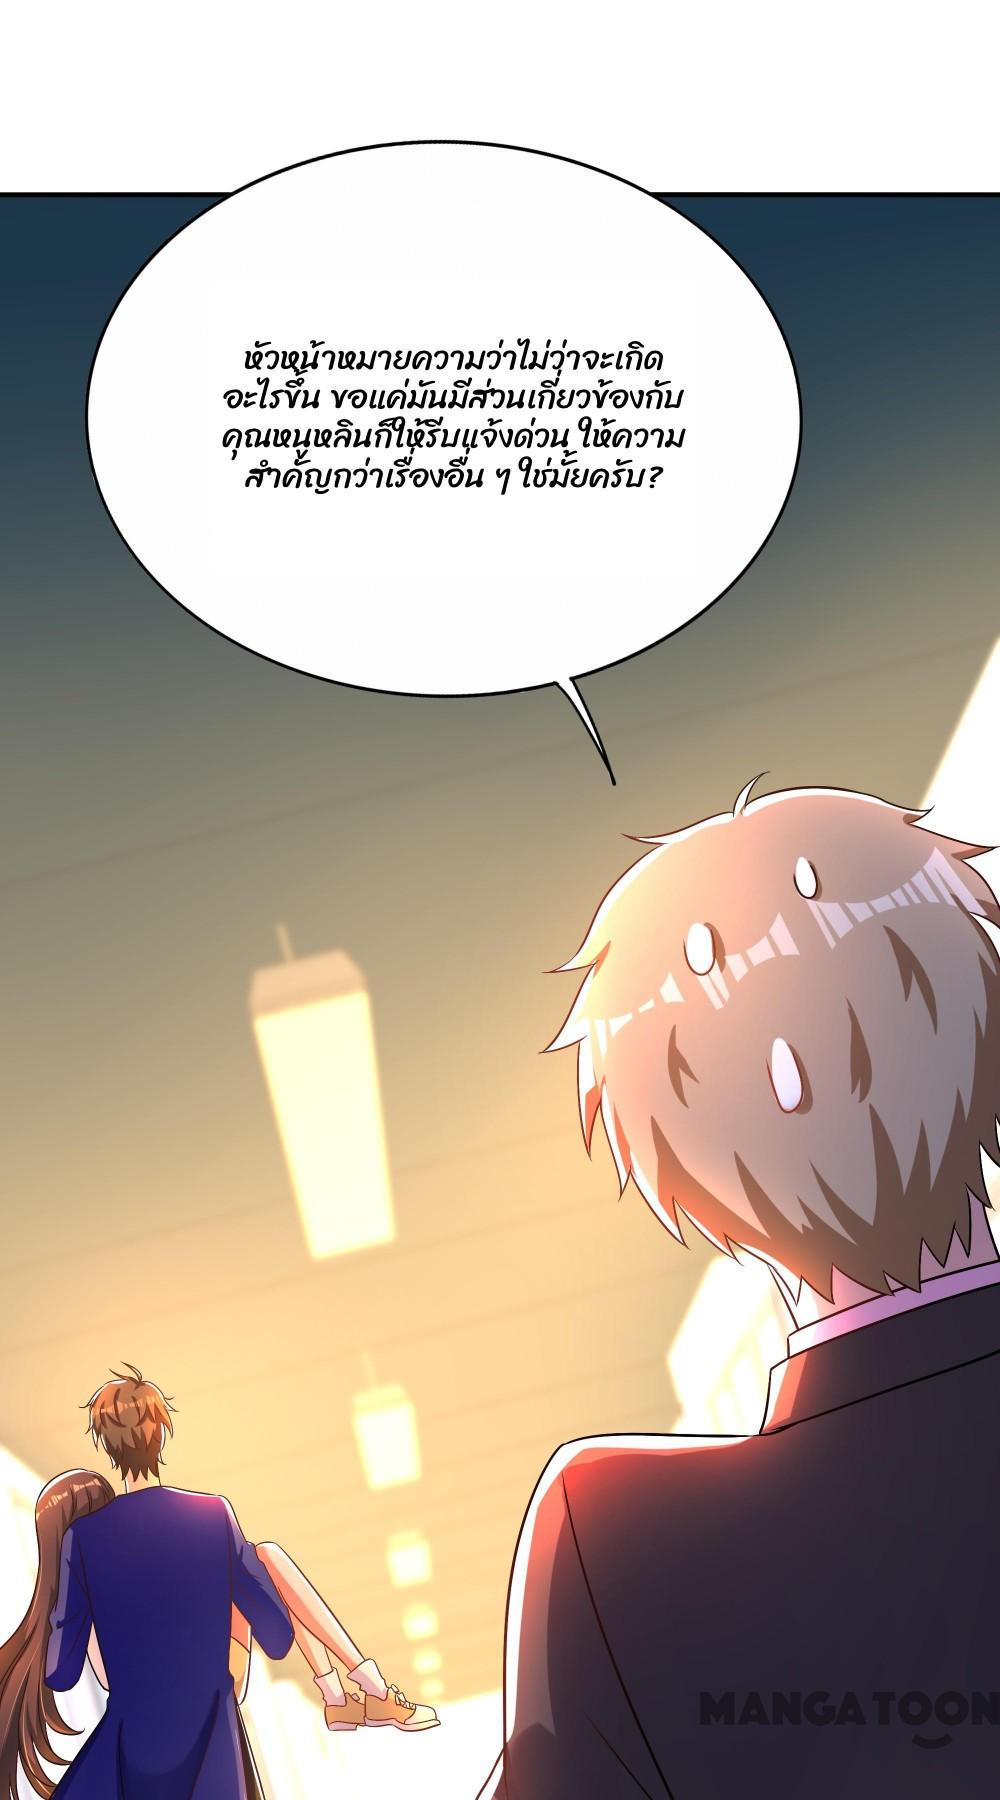 หัวหน้าหมายความว่าไม่ว่าจะเกิด
อะไรขึ้น ขอแค่มันมีส่วนเกี่ยวข้องกับ
คุณหนูหลินก็ให้รีบแจ้งด่วน ให้ความ
สำคัญกว่าเรื่องอื่น ๆ ใช่มั้ยครับ?
MANGA TOON